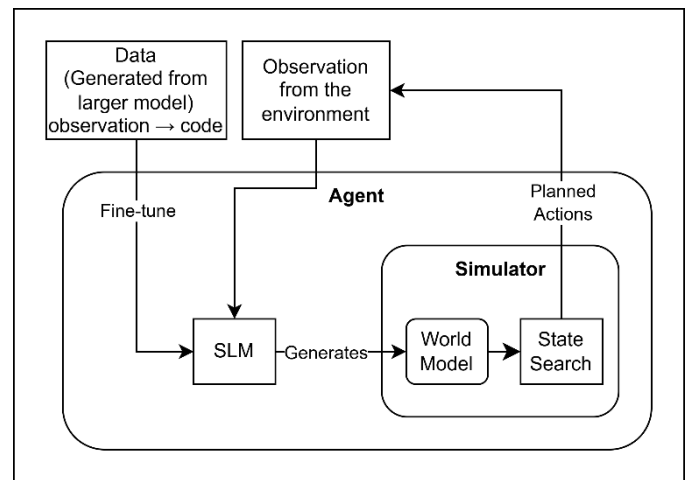 Data
(Generated from
larger model)
observation → code
Observation
from the
environment
Agent
Planned
Actions
Fine-tune
Simulator
SLM
Generates
World
Model
State
Search